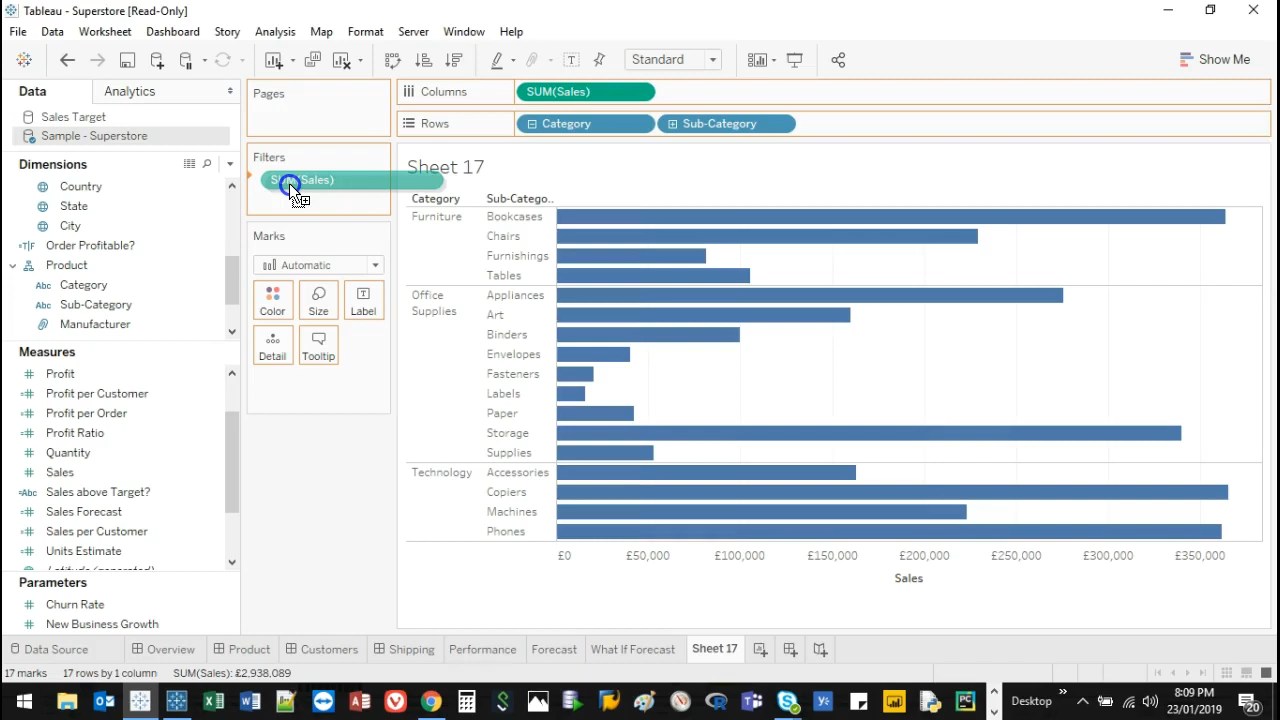 Tableau - Superstore [Read-Only]
File Data Worksheet Dashboard Story Analysis Map Format Server Window Help
Standard
Show Me
Data Analytics
Sales Target
Sample - Superstore
Dimensions
Country
State
City
=T|F Order Profitable?
Product
Abc Category
Abc Sub-Category
Manufacturer
Measures
# Profit
=# Profit per Customer
=# Profit per Order
=# Profit Ratio
# Quantity
# Sales
=Abc Sales above Target?
=# Sales Forecast
=# Sales per Customer
=# Units Estimate
Parameters
# Churn Rate
# New Business Growth
Pages
Filters
SUM(Sales)
Marks
Automatic
Color Size Label
Detail Tooltip
Columns SUM(Sales)
Rows Category Sub-Category
Sheet 17
Category Sub-Catego..
Furniture Bookcases
Chairs
Furnishings
Tables
Office Supplies Appliances
Art
Binders
Envelopes
Fasteners
Labels
Paper
Storage
Supplies
Technology Accessories
Copiers
Machines
Phones
£0 £50,000 £100,000 £150,000 £200,000 £250,000 £300,000 £350,000
Sales
Data Source Overview Product Customers Shipping Performance Forecast What If Forecast Sheet 17
17 marks 17 rows by 1 column SUM(Sales): £2,938,089
Desktop
8:09 PM
23/01/2019
20